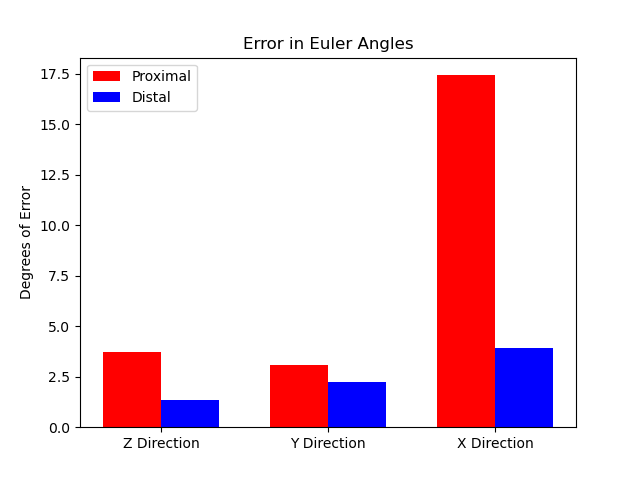 Error in Euler Angles
Proximal
Distal
Degrees of Error
17.5
15.0
12.5
10.0
7.5
5.0
2.5
0.0
Z Direction
Y Direction
X Direction